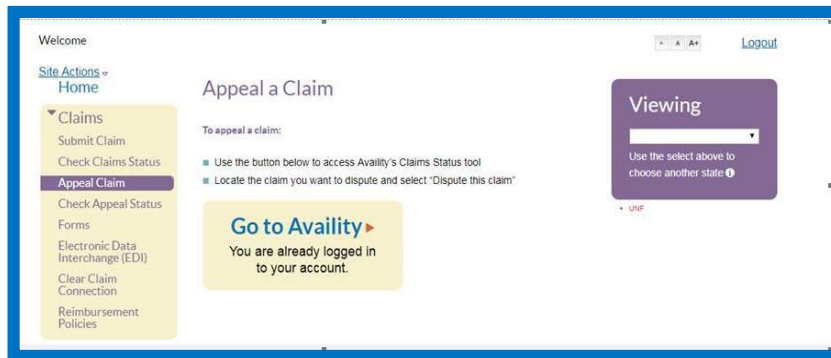 Welcome
A A A+
Logout
Site Actions
Home
Claims
Submit Claim
Check Claims Status
Appeal Claim
Check Appeal Status
Forms
Electronic Data
Interchange (EDI)
Clear Claim
Connection
Reimbursement
Policies
Appeal a Claim
To appeal a claim:
Use the button below to access Availity's Claims Status tool
Locate the claim you want to dispute and select "Dispute this claim"
Go to Availity
You are already logged in
to your account.
Viewing
Use the select above to
choose another state
UNF